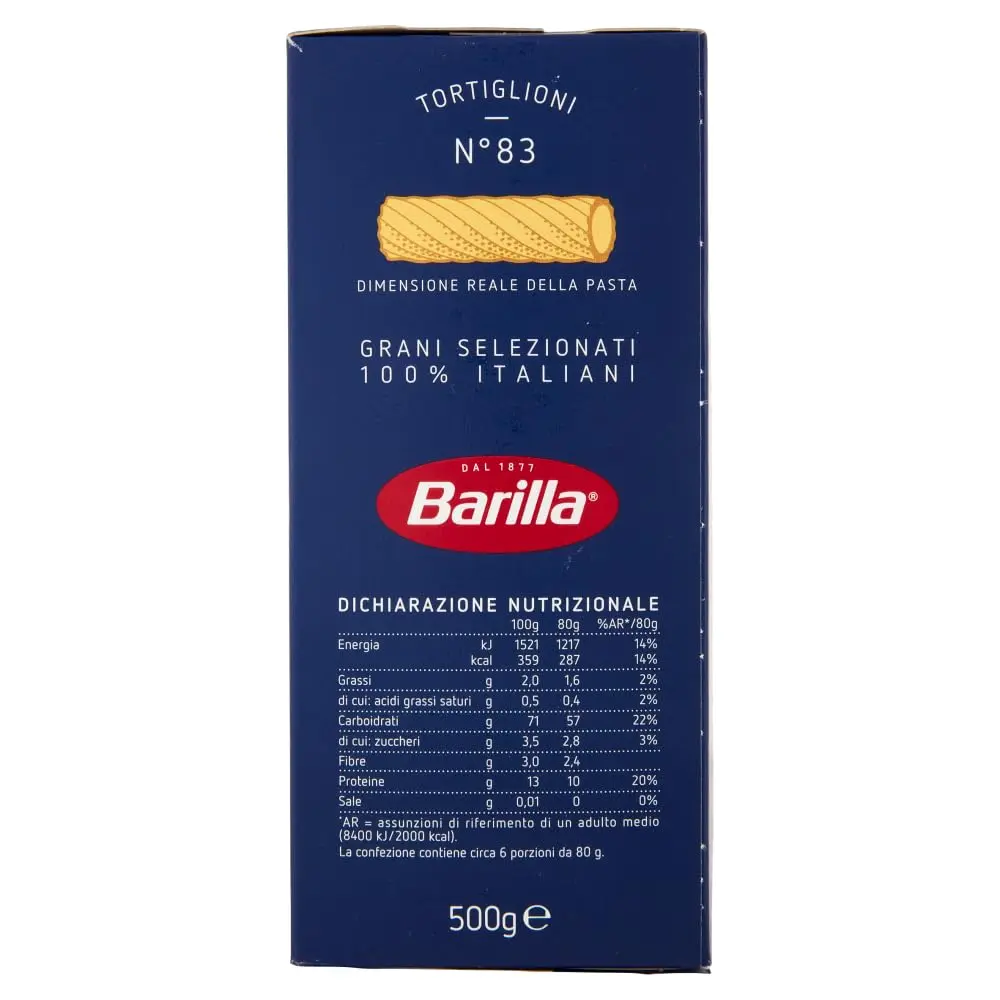 TORTIGLIONI
N°83
DIMENSIONE REALE DELLA PASTA
GRANI SELEZIONATI
100% ITALIANI
DAL 1877
Barilla®
DICHIARAZIONE NUTRIZIONALE
100g 80g %AR*/80g
Energia kJ 1521 1217 14%
kcal 359 287 14%
Grassi g 2,0 1,6 2%
di cui: acidi grassi saturi g 0,5 0,4 2%
Carboidrati g 71 57 22%
di cui: zuccheri g 3,5 2,8 3%
Fibre g 3,0 2,4
Proteine g 13 10 20%
Sale g 0,01 0 0%
*AR = assunzioni di riferimento di un adulto medio
(8400 kJ/2000 kcal).
La confezione contiene circa 6 porzioni da 80 g.
500g ℮